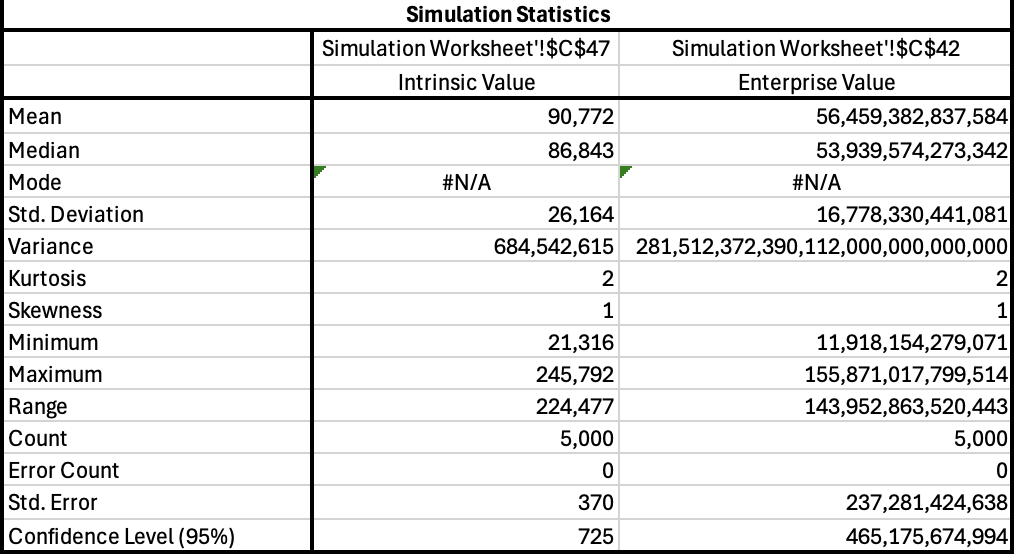 Simulation Statistics
Simulation Worksheet'!$C$47 Simulation Worksheet'!$C$42
Intrinsic Value Enterprise Value
Mean 90,772 56,459,382,837,584
Median 86,843 53,939,574,273,342
Mode #N/A #N/A
Std. Deviation 26,164 16,778,330,441,081
Variance 684,542,615 281,512,372,390,112,000,000,000,000
Kurtosis 2 2
Skewness 1 1
Minimum 21,316 11,918,154,279,071
Maximum 245,792 155,871,017,799,514
Range 224,477 143,952,863,520,443
Count 5,000 5,000
Error Count 0 0
Std. Error 370 237,281,424,638
Confidence Level (95%) 725 465,175,674,994